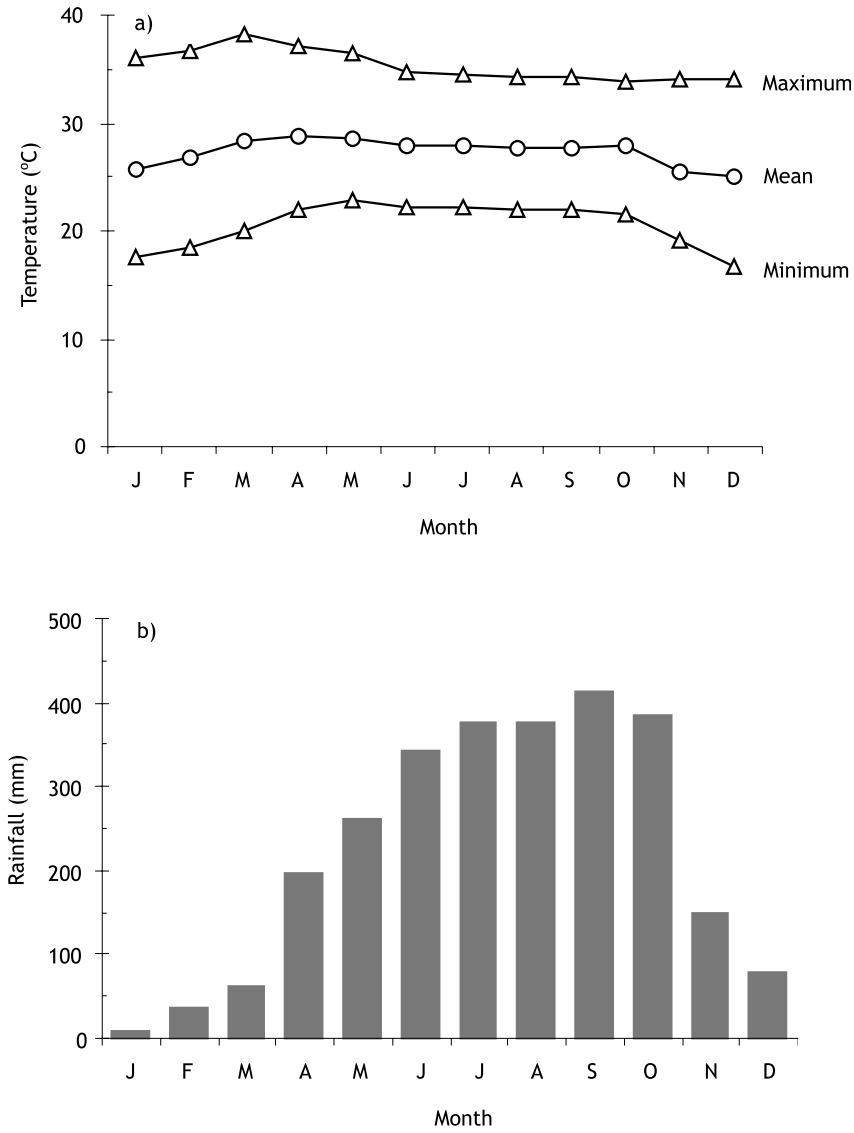 a)
40
30
20
10
0
Temperature (ºC)
Maximum
Mean
Minimum
J F M A M J J A S O N D
Month
b)
500
400
300
200
100
0
Rainfall (mm)
J F M A M J J A S O N D
Month